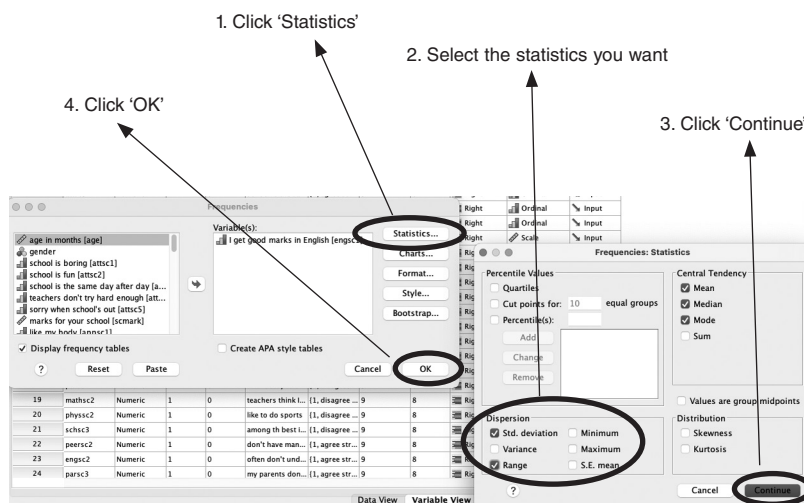 1. Click ‘Statistics’
2. Select the statistics you want
4. Click ‘OK’
3. Click ‘Continue’
Frequencies
Variable(s):
age in months [age]
gender
school is boring [attsc1]
school is fun [attsc2]
school is the same day after day [a...
teachers don't try hard enough [att...
sorry when school's out [attsc5]
marks for your school [scmark]
like my body [appsc1]
I get good marks in English [engsc
Statistics...
Charts...
Format...
Style...
Bootstrap...
Display frequency tables
Create APA style tables
?
Reset
Paste
Cancel
OK
Right Ordinal Input
Right Ordinal Input
Right Scale Input
Frequencies: Statistics
Percentile Values
Quartiles
Cut points for: 10 equal groups
Percentile(s):
Add
Change
Remove
Central Tendency
Mean
Median
Mode
Sum
Values are group midpoints
Dispersion
Std. deviation Minimum
Variance Maximum
Range S.E. mean
Distribution
Skewness
Kurtosis
?
Cancel
Continue
19 mathsc2 Numeric 1 0 teachers think I... {1, disagree ... 9 8 Rig
20 physsc2 Numeric 1 0 like to do sports {1, disagree ... 9 8 Rig
21 schsc3 Numeric 1 0 among th best i... {1, disagree ... 9 8 Rig
22 peersc2 Numeric 1 0 don't have man... {1, agree str... 9 8 Rig
23 engsc2 Numeric 1 0 often don't und... {1, agree str... 9 8 Rig
24 parsc3 Numeric 1 0 my parents don... {1, agree str... 9 8 Rig
Data View Variable View